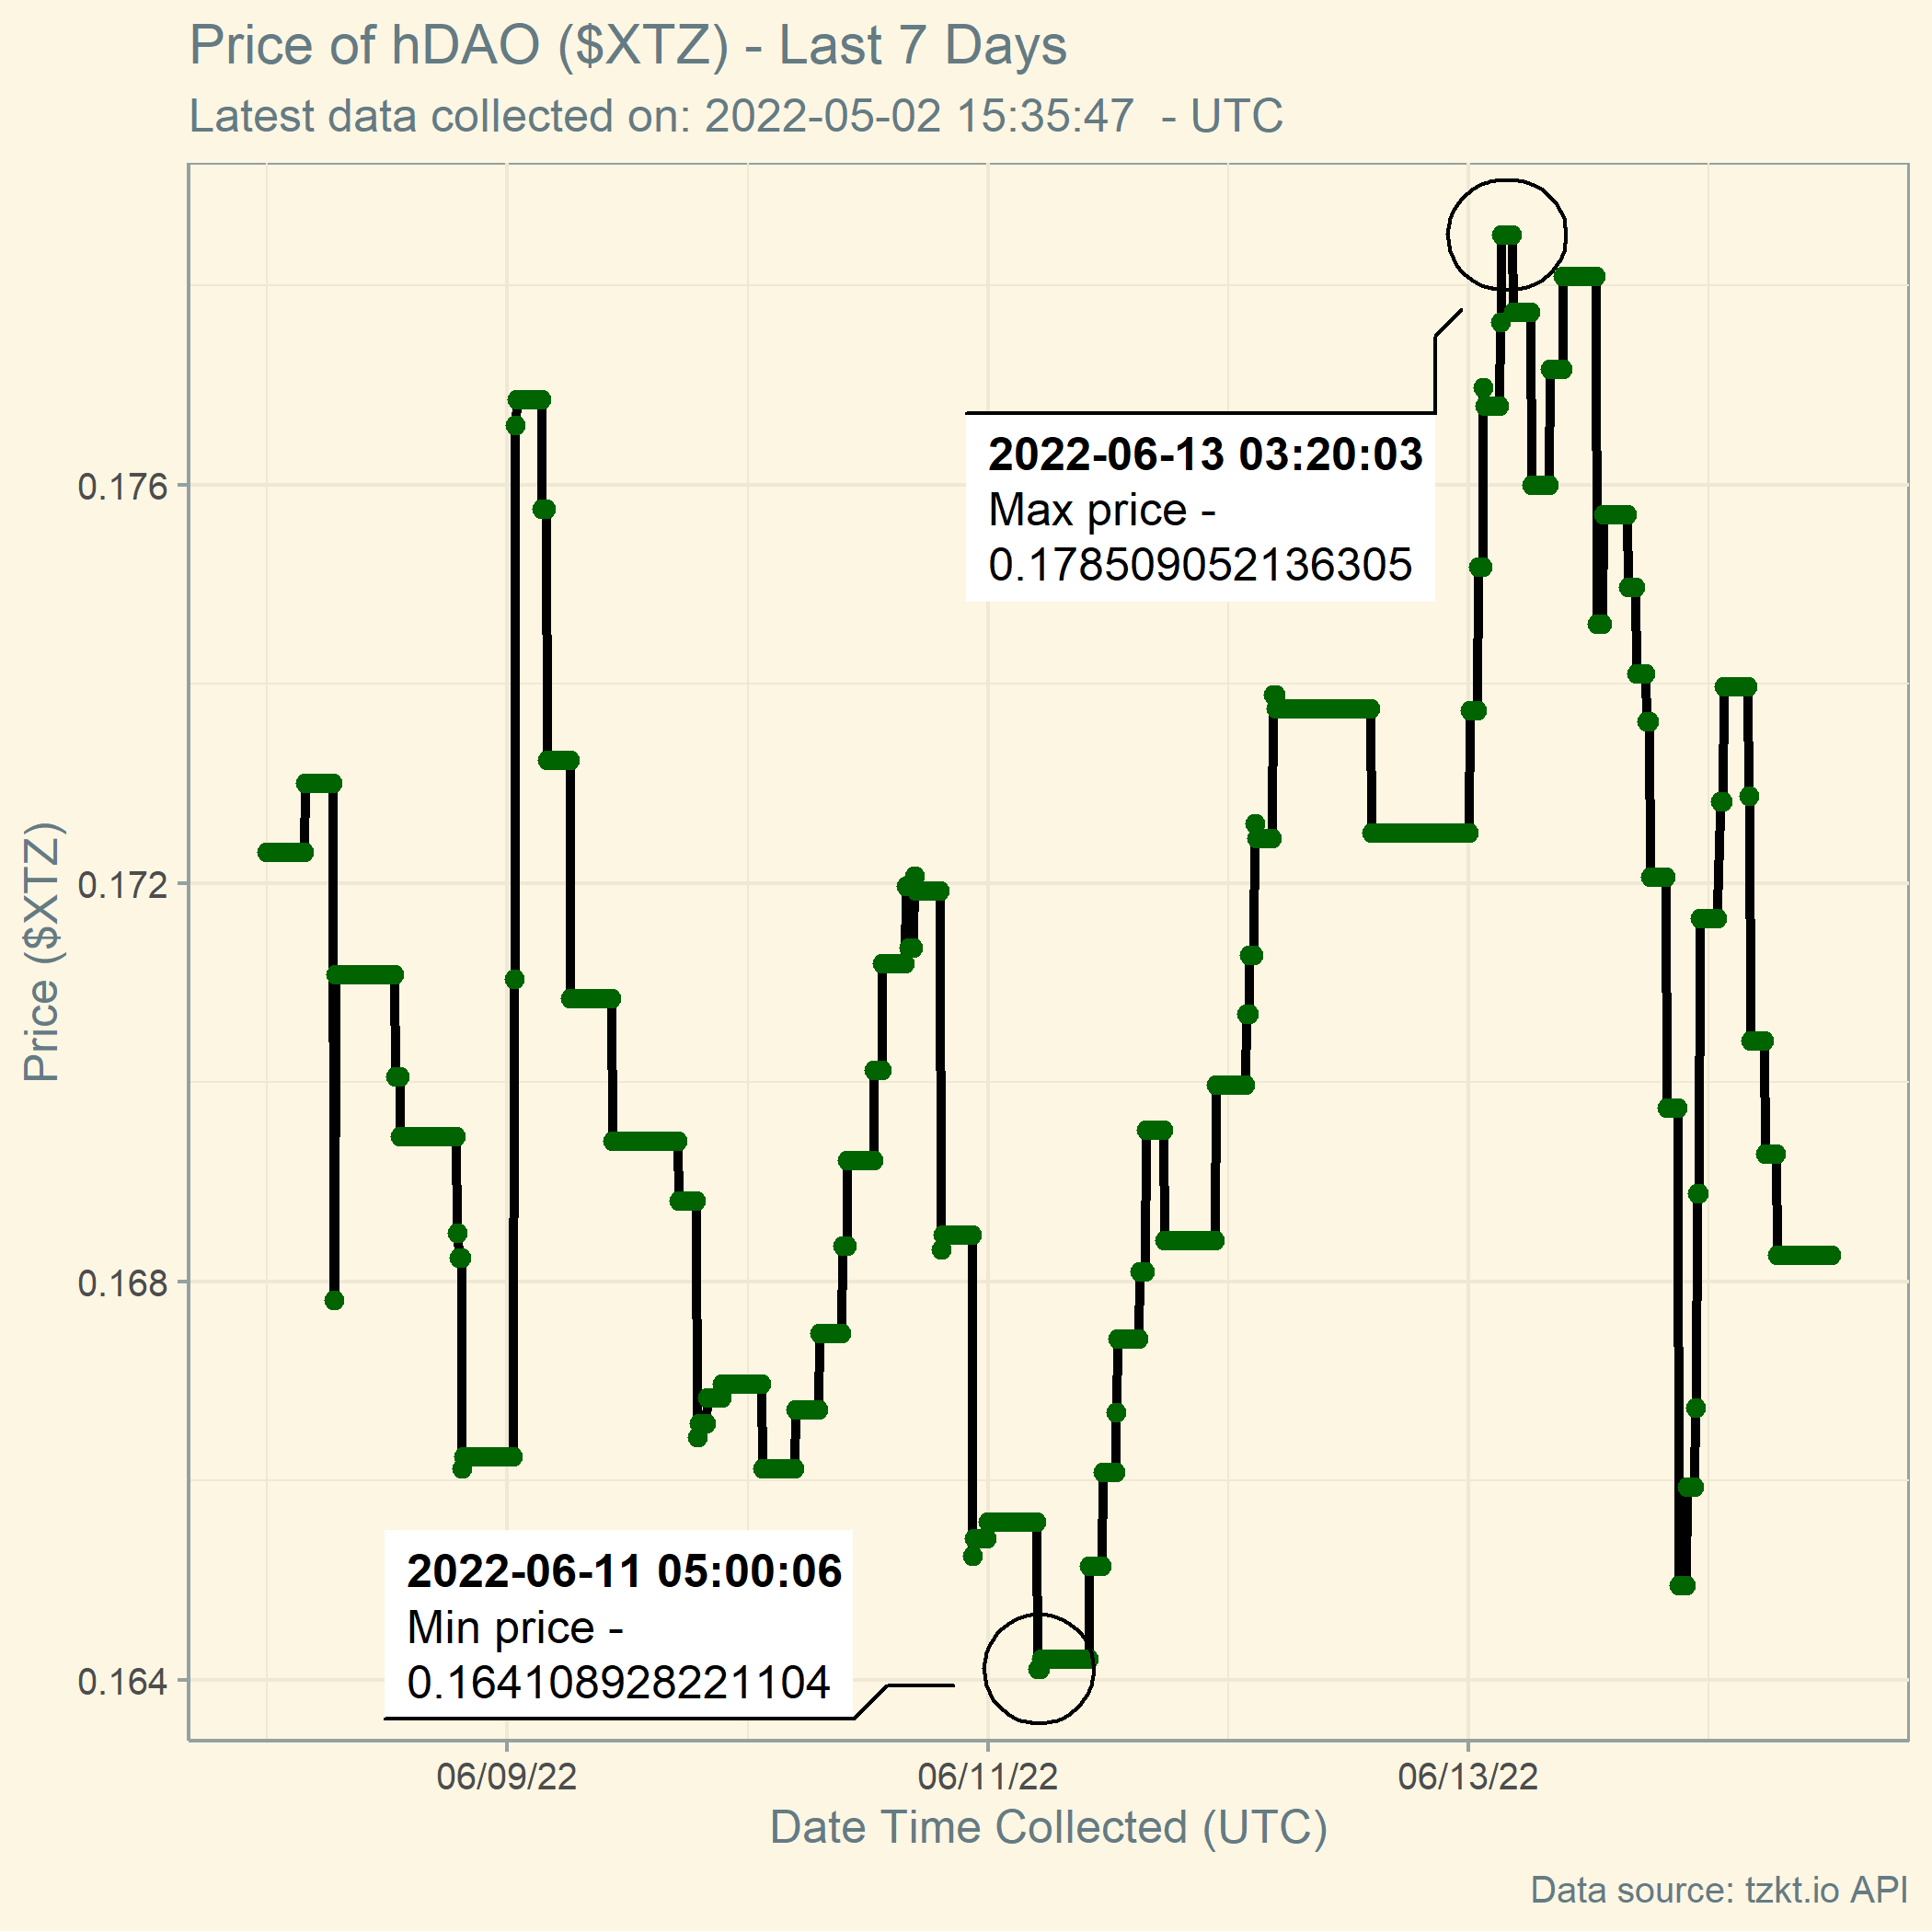 Price of hDAO ($XTZ) - Last 7 Days
Latest data collected on: 2022-05-02 15:35:47  - UTC
Price ($XTZ)
0.176
0.172
0.168
0.164
2022-06-13 03:20:03
Max price -
0.178509052136305
2022-06-11 05:00:06
Min price -
0.164108928221104
06/09/22
06/11/22
06/13/22
Date Time Collected (UTC)
Data source: tzkt.io API